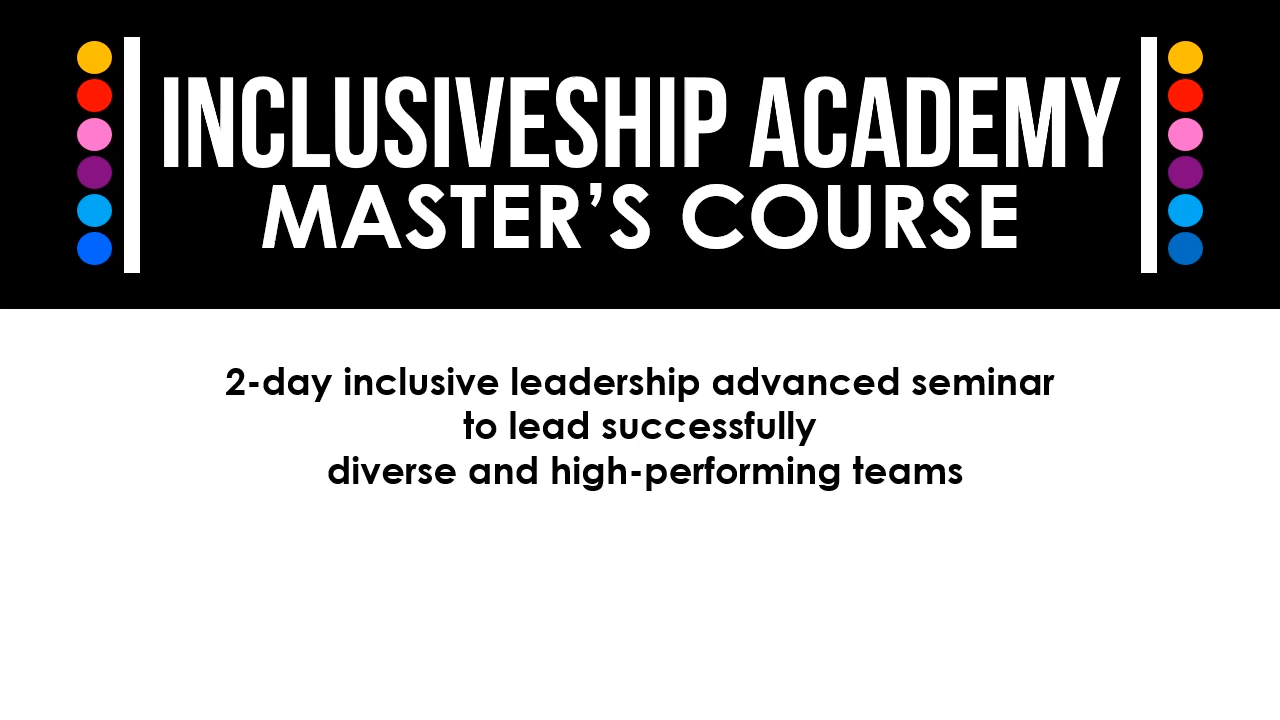 INCLUSIVESHIP ACADEMY
MASTER’S COURSE
2-day inclusive leadership advanced seminar
to lead successfully
diverse and high-performing teams